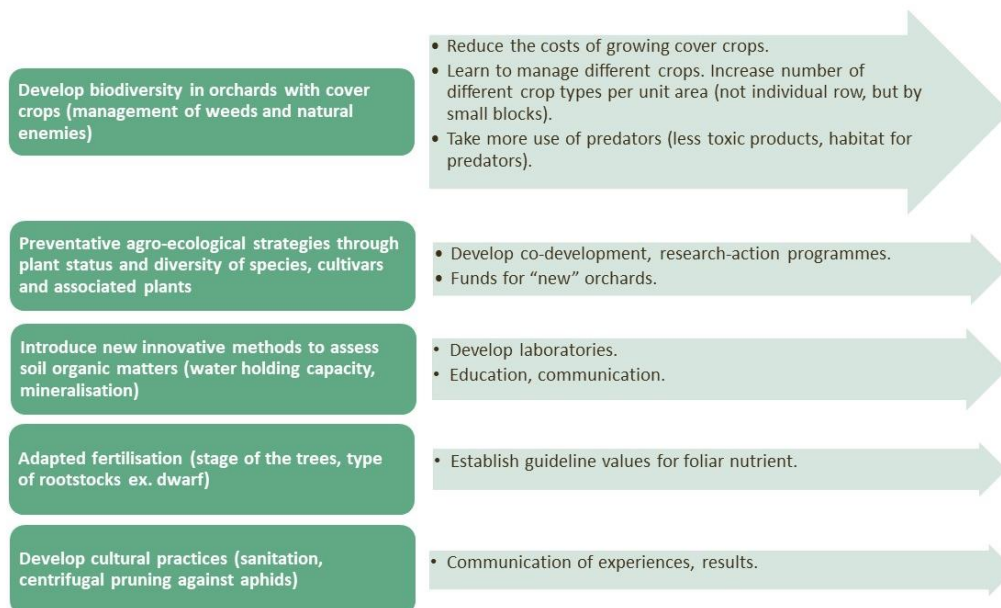 Develop biodiversity in orchards with cover
crops (management of weeds and natural
enemies)
• Reduce the costs of growing cover crops.
• Learn to manage different crops. Increase number of
different crop types per unit area (not individual row, but by
small blocks).
• Take more use of predators (less toxic products, habitat for
predators).
Preventative agro-ecological strategies through
plant status and diversity of species, cultivars
and associated plants
• Develop co-development, research-action programmes.
• Funds for “new” orchards.
Introduce new innovative methods to assess
soil organic matters (water holding capacity,
mineralisation)
• Develop laboratories.
• Education, communication.
Adapted fertilisation (stage of the trees, type
of rootstocks ex. dwarf)
• Establish guideline values for foliar nutrient.
Develop cultural practices (sanitation,
centrifugal pruning against aphids)
• Communication of experiences, results.